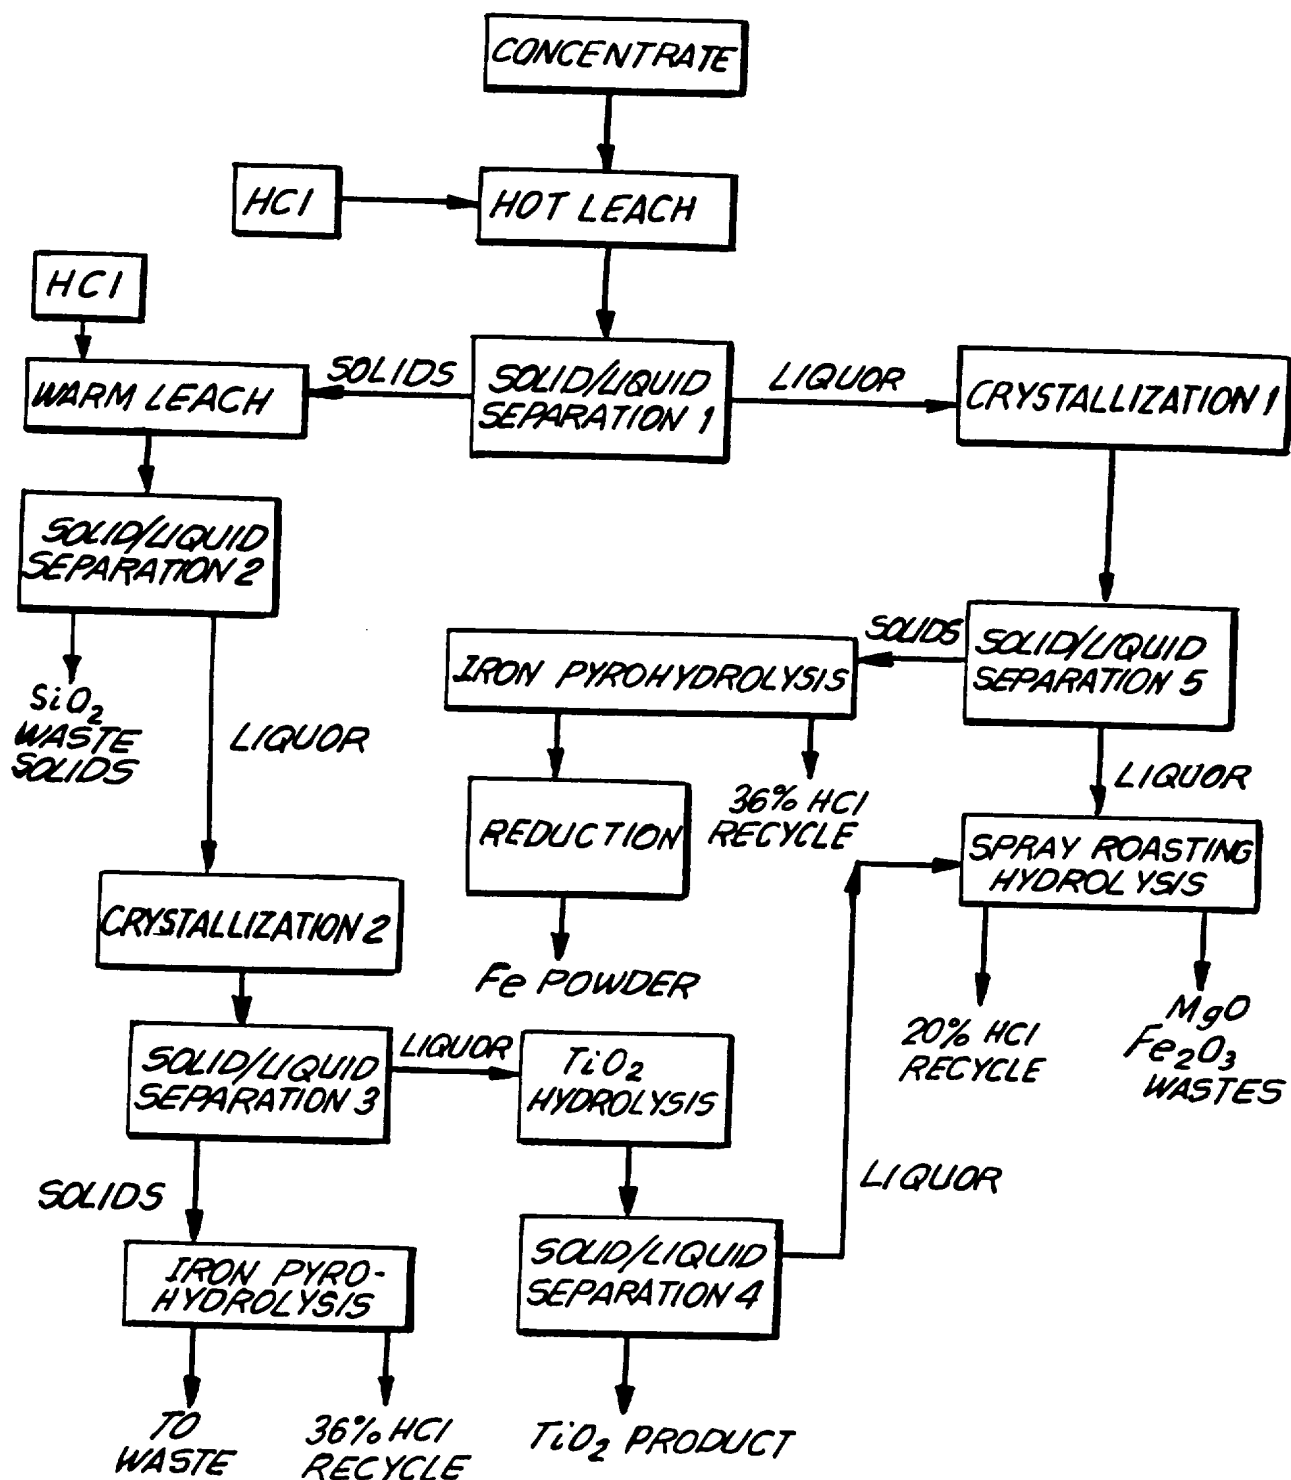 CONCENTRATE
HCl
HOT LEACH
HCl
WARM LEACH
SOLIDS
SOLID/LIQUID
SEPARATION 1
LIQUOR
CRYSTALLIZATION 1
SOLID/LIQUID
SEPARATION 2
SiO2
WASTE
SOLIDS
LIQUOR
IRON PYROHYDROLYSIS
SOLIDS
SOLID/LIQUID
SEPARATION 5
REDUCTION
36% HCl
RECYCLE
LIQUOR
SPRAY ROASTING
HYDROLYSIS
CRYSTALLIZATION 2
Fe POWDER
20% HCl
RECYCLE
MgO
Fe2O3
WASTES
SOLID/LIQUID
SEPARATION 3
LIQUOR
TiO2
HYDROLYSIS
SOLIDS
LIQUOR
IRON PYRO-
HYDROLYSIS
SOLID/LIQUID
SEPARATION 4
TO
WASTE
36% HCl
RECYCLE
TiO2 PRODUCT